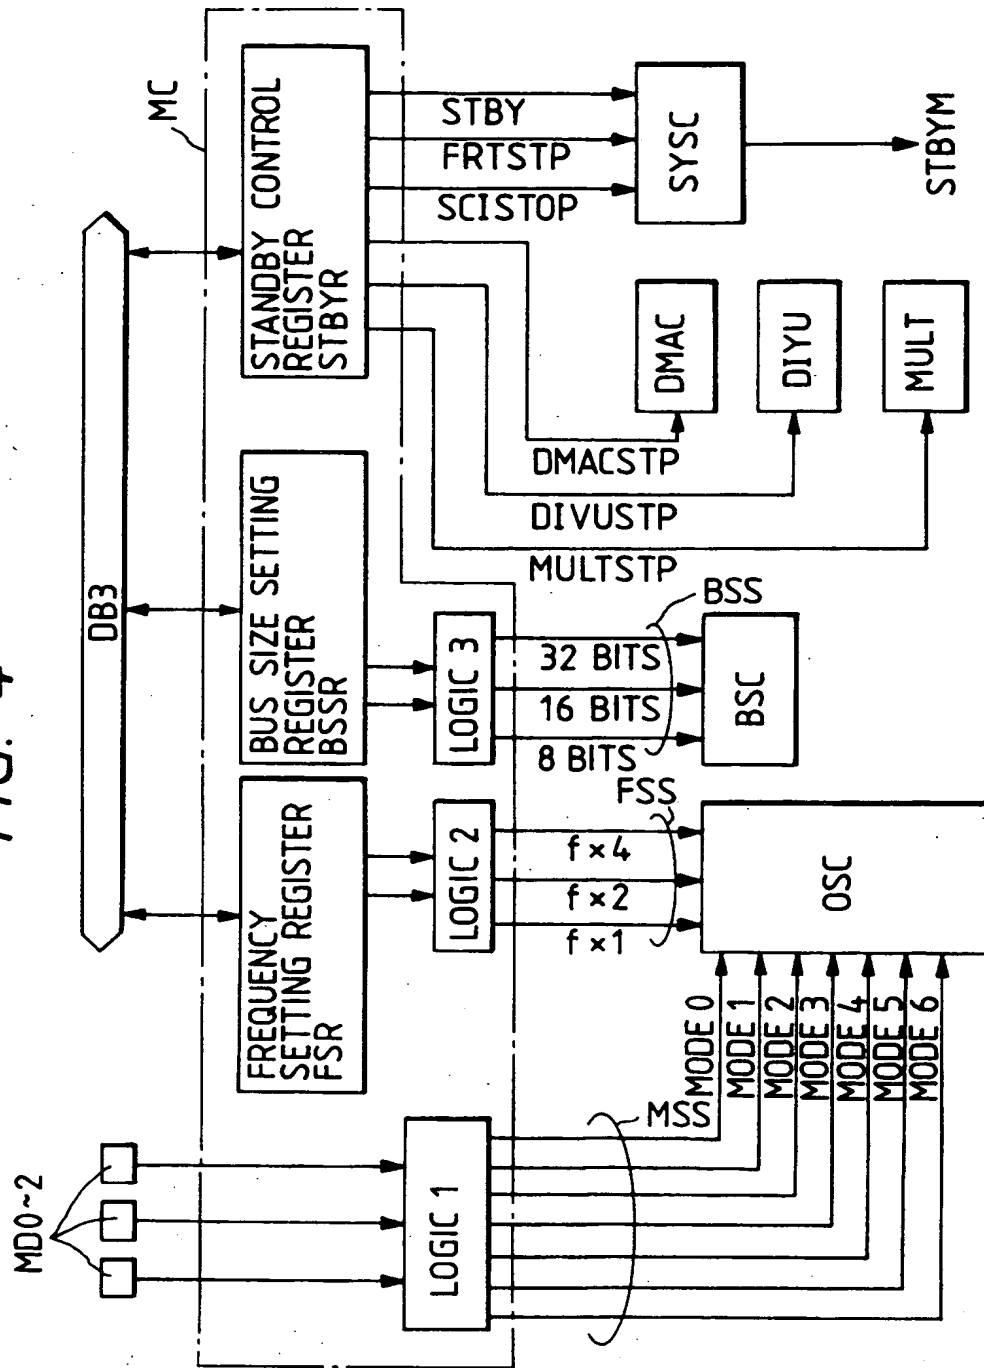 FIG. 4
DB3
MC
MD0~2
FREQUENCY
SETTING REGISTER
FSR
BUS SIZE SETTING
REGISTER
BSSR
STANDBY CONTROL
REGISTER
STBYR
LOGIC 1
LOGIC 2
LOGIC 3
MSS
MODE 0
MODE 1
MODE 2
MODE 3
MODE 4
MODE 5
MODE 6
f×1
f×2
f×4
FSS
8 BITS
16 BITS
32 BITS
BSS
MULTSTP
DIVUSTP
DMACSTP
SCISTOP
FRTSTP
STBY
OSC
BSC
MULT
DIYU
DMAC
SYSC
STBYM